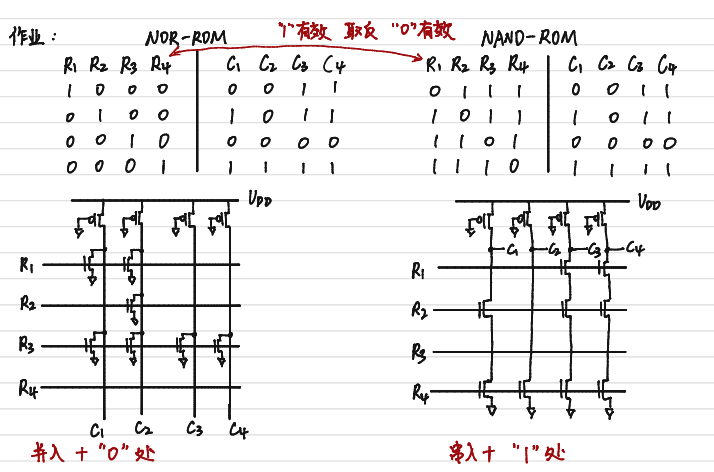 作业: NOR-ROM "1"有效 取反 "0"有效 NAND-ROM
R1 R2 R3 R4 C1 C2 C3 C4 R1 R2 R3 R4 C1 C2 C3 C4
1 0 0 0 0 0 1 1 0 1 1 1 0 0 1 1
0 1 0 0 1 0 1 1 1 0 1 1 1 0 1 1
0 0 1 0 0 0 0 0 1 1 0 1 0 0 0 0
0 0 0 1 1 1 1 1 1 1 1 0 1 1 1 1
VDD VDD
C1 C2 C3 C4
R1 R1
R2 R2
R3 R3
R4 R4
C1 C2 C3 C4
并入+"0"处 串入+"1"处